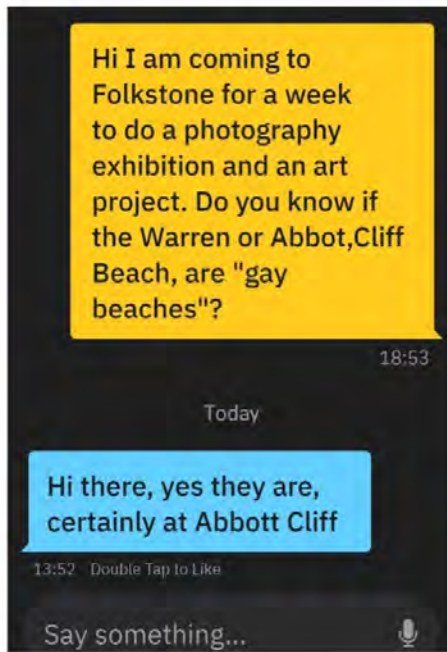 Hi I am coming to
Folkstone for a week
to do a photography
exhibition and an art
project. Do you know if
the Warren or Abbot,Cliff
Beach, are "gay
beaches"?
18:53
Today
Hi there, yes they are,
certainly at Abbott Cliff
13:52 Double Tap to Like
Say something...